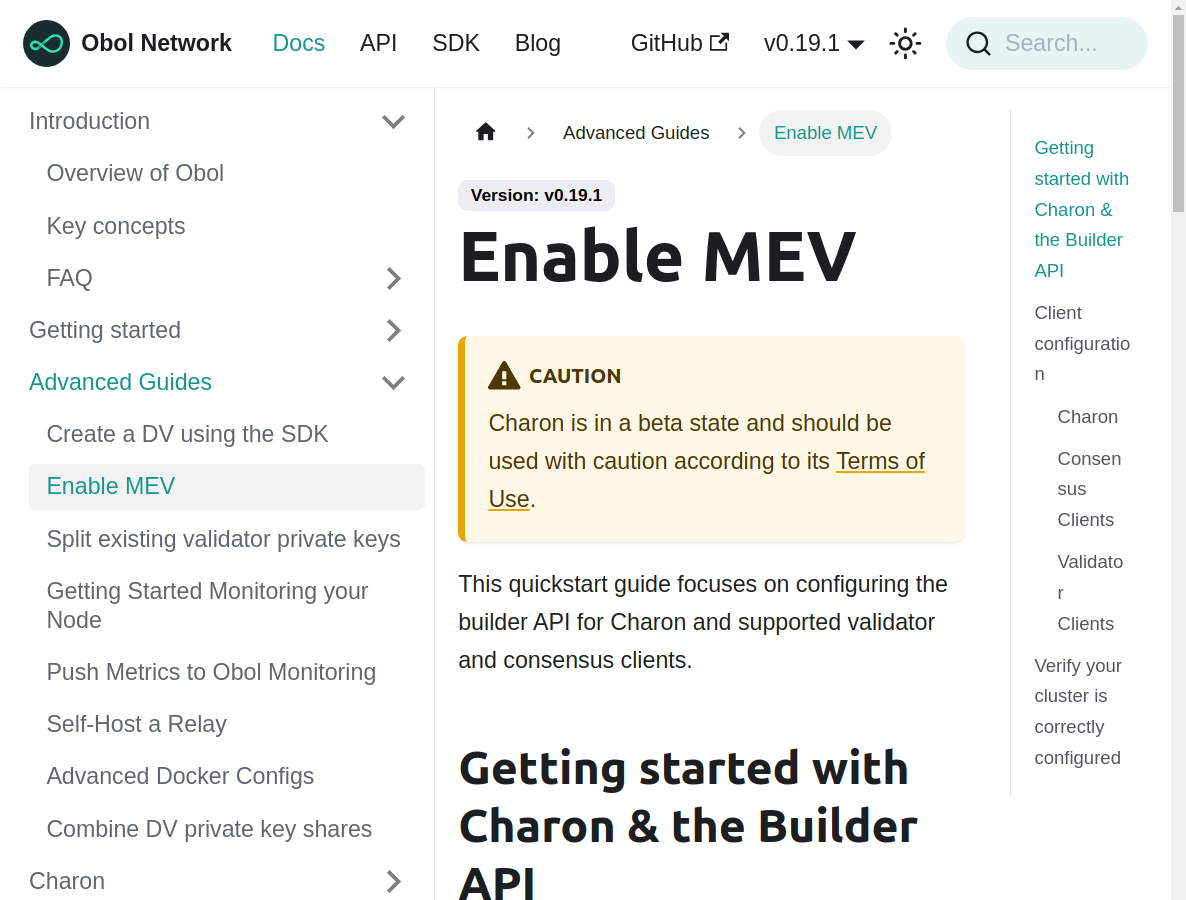 Obol Network Docs API SDK Blog GitHub v0.19.1 Search...
Introduction
Overview of Obol
Key concepts
FAQ
Getting started
Advanced Guides
Create a DV using the SDK
Enable MEV
Split existing validator private keys
Getting Started Monitoring your
Node
Push Metrics to Obol Monitoring
Self-Host a Relay
Advanced Docker Configs
Combine DV private key shares
Charon
Advanced Guides Enable MEV
Version: v0.19.1
Enable MEV
CAUTION
Charon is in a beta state and should be
used with caution according to its Terms of
Use.
This quickstart guide focuses on configuring the
builder API for Charon and supported validator
and consensus clients.
Getting started with
Charon & the Builder
API
Getting
started with
Charon &
the Builder
API
Client
configuratio
n
Charon
Consen
sus
Clients
Validato
r
Clients
Verify your
cluster is
correctly
configured